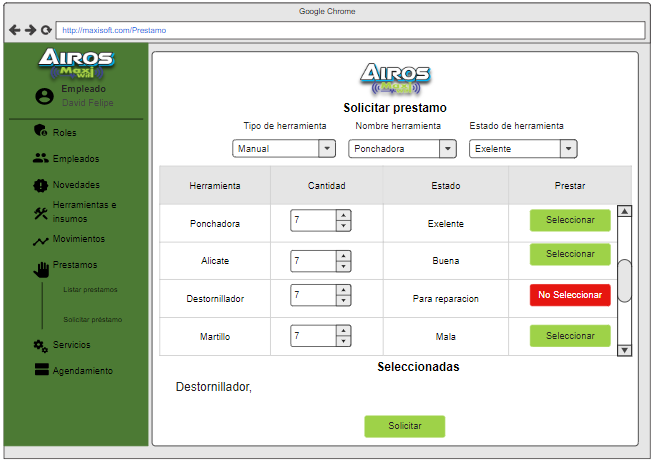 Google Chrome
http://maxisoft.com/Prestamo
AIROS
Maxi
wifi
Empleado
David Felipe
Roles
Empleados
Novedades
Herramientas e
insumos
Movimientos
Prestamos
Listar prestamos
Solicitar préstamo
Servicios
Agendamiento
AIROS
Solicitar prestamo
Tipo de herramienta Nombre herramienta Estado de herramienta
Manual Ponchadora Exelente
Herramienta Cantidad Estado Prestar
Ponchadora 7 Exelente Seleccionar
Alicate 7 Buena Seleccionar
Destornillador 7 Para reparacion No Seleccionar
Martillo 7 Mala Seleccionar
Seleccionadas
Destornillador,
Solicitar